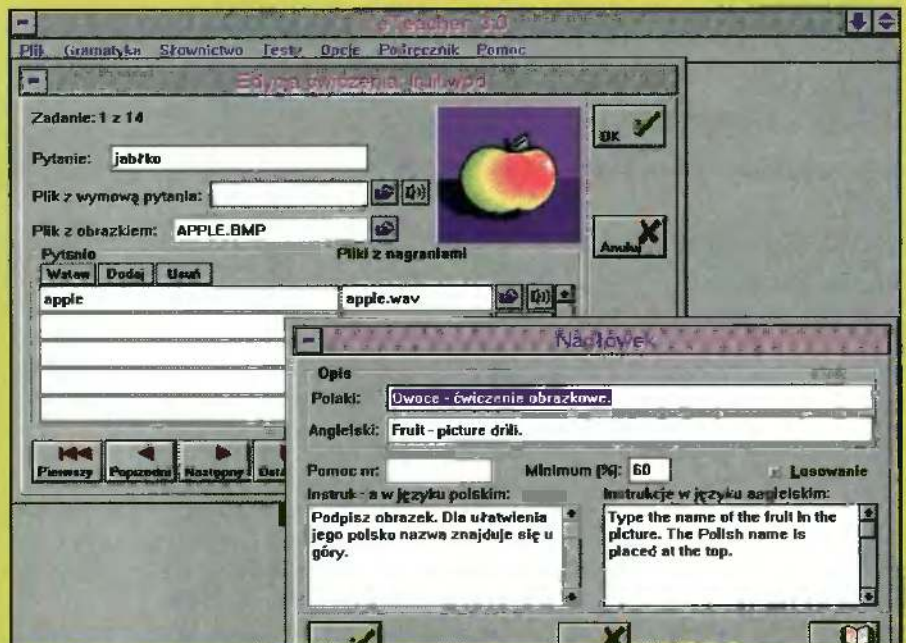 eTeacher 3.0
Plik Gramatyka Słownictwo Testy Opcje Podręcznik Pomoc
Edycja ćwiczenia: fruit.wpd
Zadanie: 1 z 14
OK
Pytanie: jabłko
Plik z wymową pytania:
Plik z obrazkiem: APPLE.BMP
Anuluj
Pytanie Pliki z nagraniami
Wstaw Dodaj Usuń
apple apple.wav
Pierwszy Poprzedni Następny
Nagłówek
Opis
Polski: Owoce - ćwiczenie obrazkowe.
Angielski: Fruit - picture drill.
Pomoc nr: Minimum [%]: 60 Losowanie
w języku polskim: Instrukcje w języku angielskim:
Podpisz obrazek. Dla ułatwienia
jego polska nazwa znajduje się u
góry.
Type the name of the fruit in the
picture. The Polish name is
placed at the top.